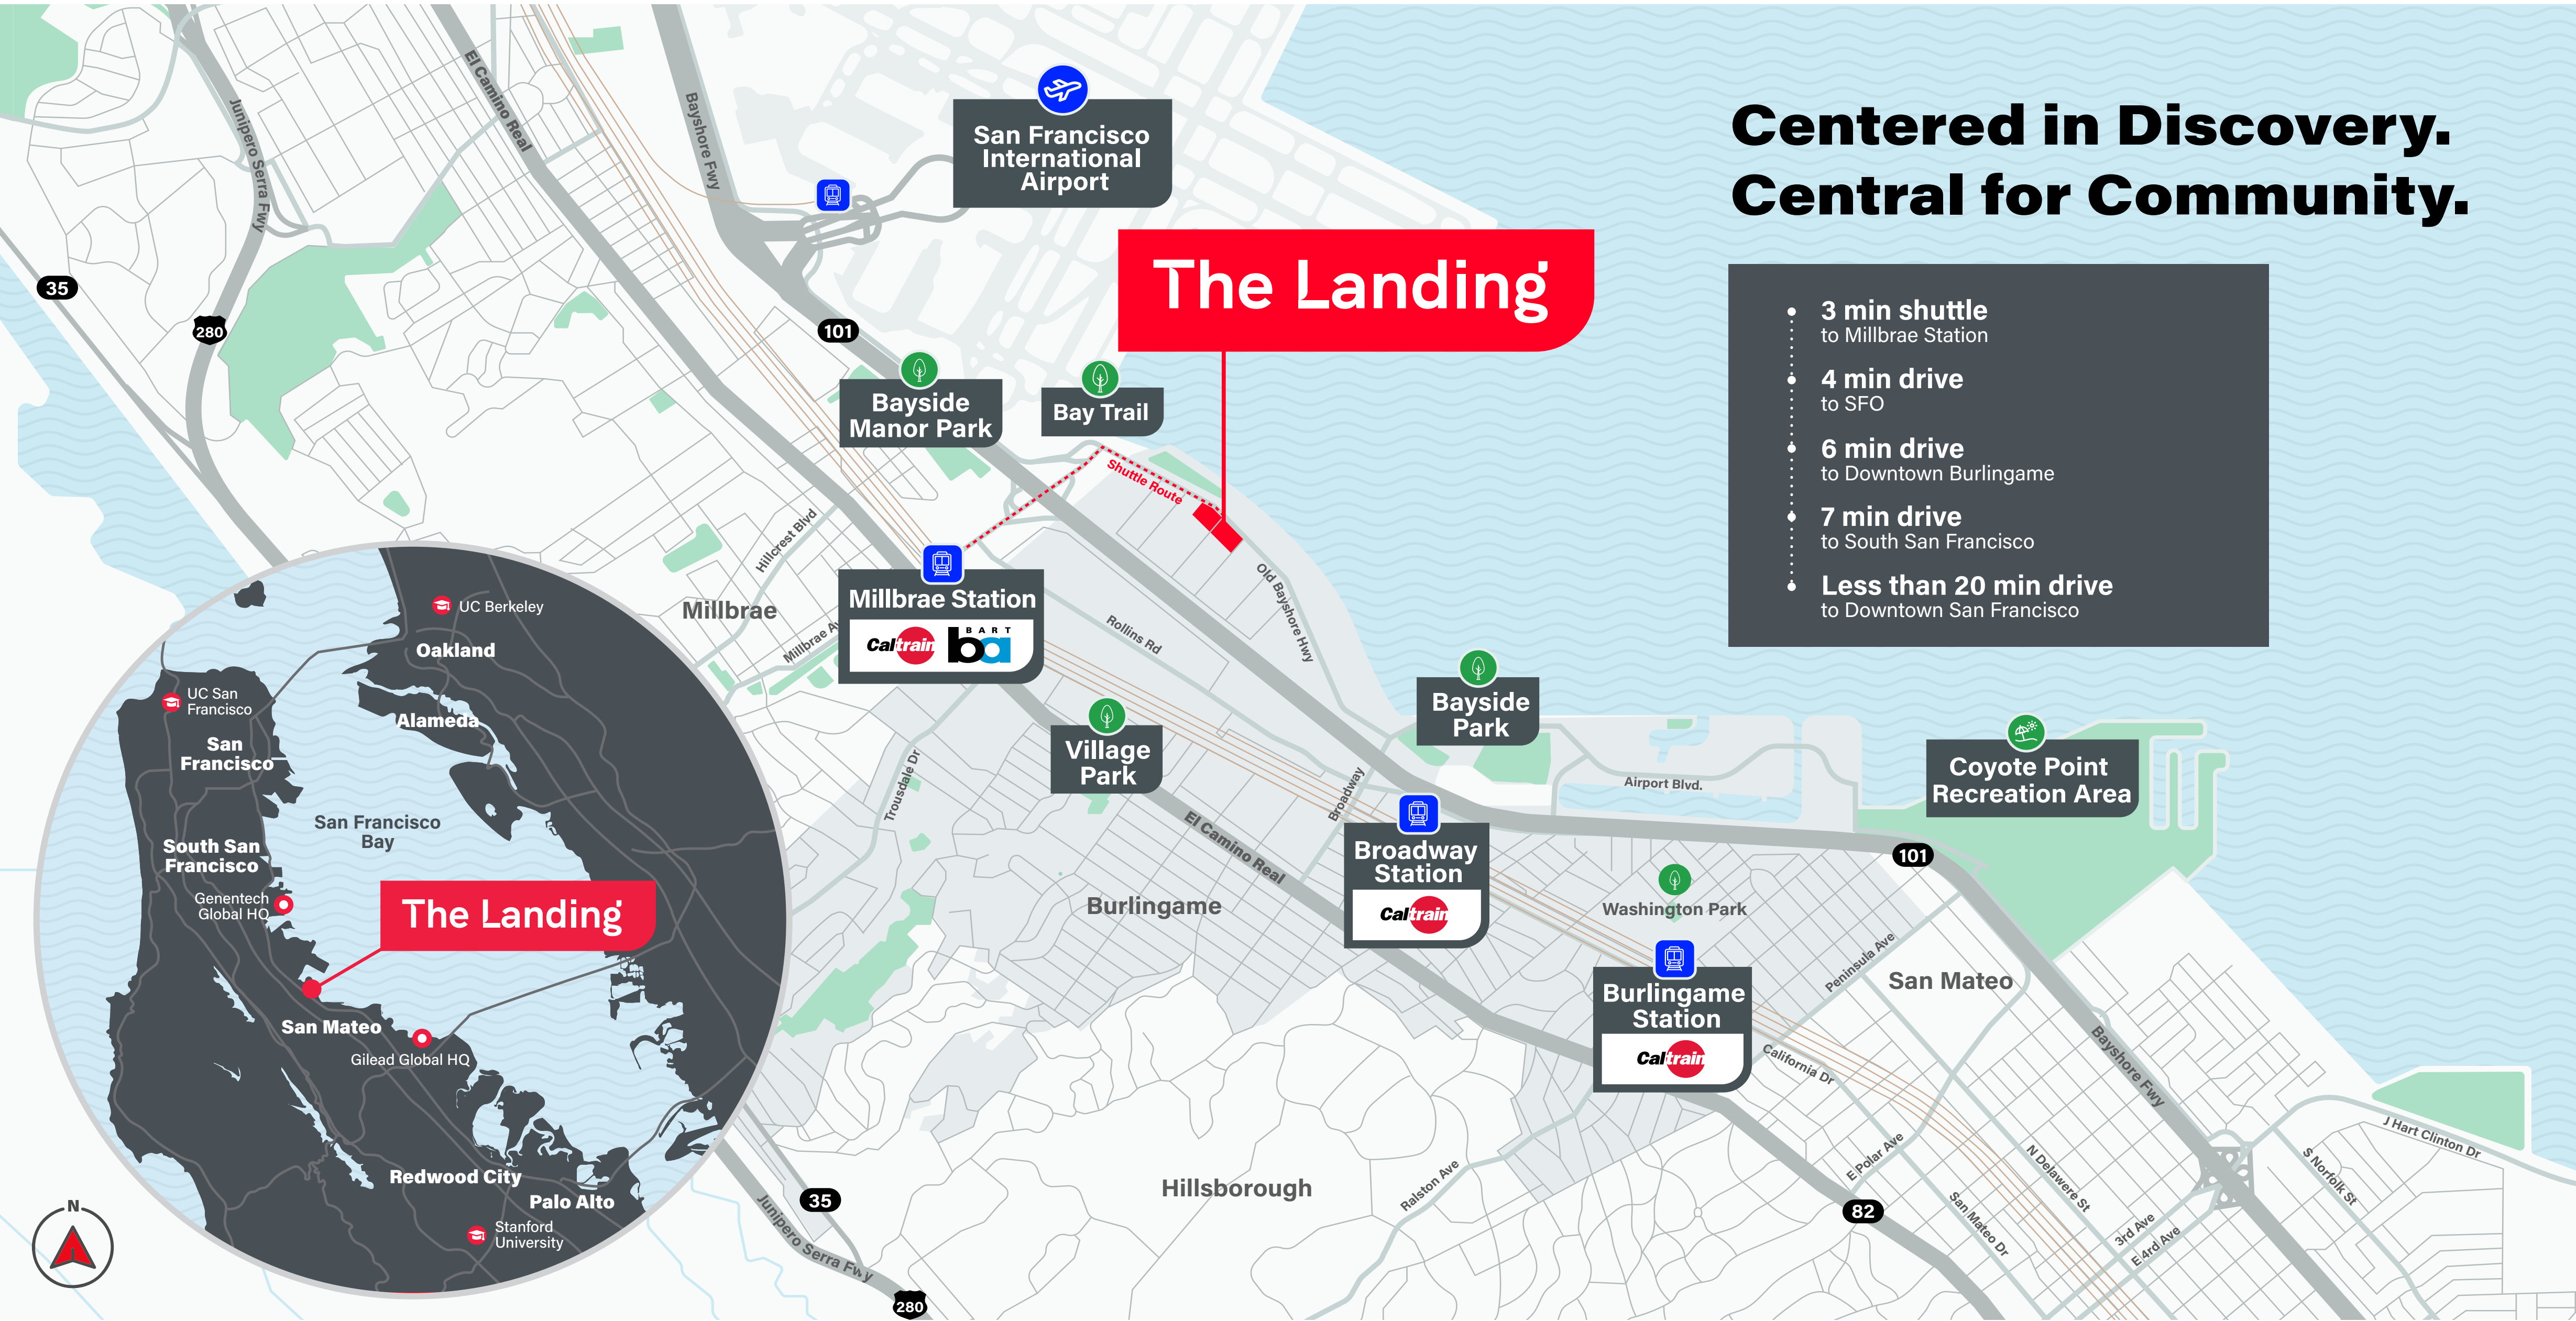 Centered in Discovery.
Central for Community.
3 min shuttle
to Millbrae Station
4 min drive
to SFO
6 min drive
to Downtown Burlingame
7 min drive
to South San Francisco
Less than 20 min drive
to Downtown San Francisco
San Francisco
International
Airport
The Landing
Bayside
Manor Park
Bay Trail
Shuttle Route
El Camino Real
Junipero Serra Fwy
Bayshore Fwy
35
280
101
Hillcrest Blvd
Millbrae
Millbrae Station
Caltrain
BART
ba
Millbrae Av
Rollins Rd
Old Bayshore Hwy
Bayside
Park
Village
Park
Trousdale Dr
El Camino Real
Broadway
Airport Blvd.
Coyote Point
Recreation Area
Broadway
Station
Caltrain
101
Washington Park
Burlingame
Peninsula Ave
San Mateo
Burlingame
Station
Caltrain
California Dr
Bayshore Fwy
Hillsborough
Ralston Ave
E Polar Ave
82
San Mateo Dr
N Delawere St
3rd Ave
E 4rd Ave
S Norfolk St
J Hart Clinton Dr
35
Junipero Serra Fwy
280
UC Berkeley
Oakland
UC San
Francisco
Alameda
San
Francisco
San Francisco
Bay
South San
Francisco
Genentech
Global HQ
The Landing
San Mateo
Gilead Global HQ
Redwood City
Palo Alto
Stanford
University
N